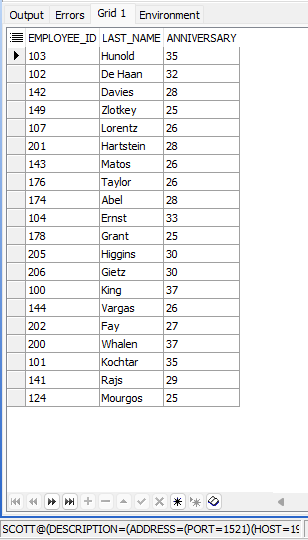 Output Errors Grid 1 Environment
EMPLOYEE_ID LAST_NAME ANNIVERSARY
103 Hunold 35
102 De Haan 32
142 Davies 28
149 Zlotkey 25
107 Lorentz 26
201 Hartstein 28
143 Matos 26
176 Taylor 26
174 Abel 28
104 Ernst 33
178 Grant 25
205 Higgins 30
206 Gietz 30
100 King 37
144 Vargas 26
202 Fay 27
200 Whalen 37
101 Kochtar 35
141 Rajs 29
124 Mourgos 25
SCOTT@(DESCRIPTION=(ADDRESS=(PORT=1521)(HOST=19